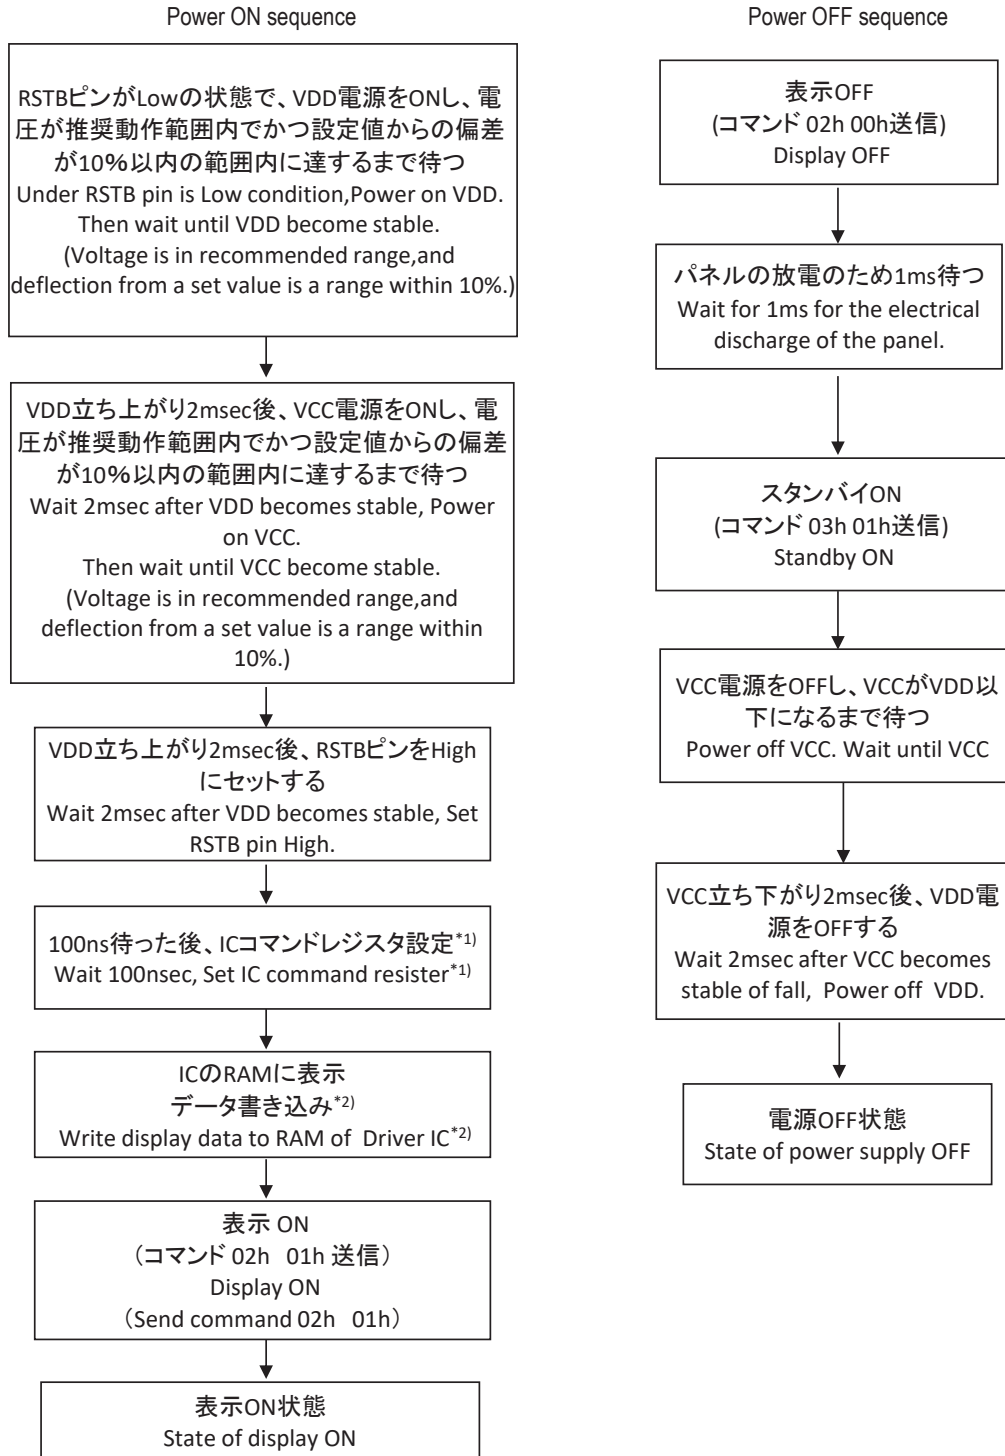 Power ON sequence
RSTBピンがLowの状態で、VDD電源をONし、電
圧が推奨動作範囲内でかつ設定値からの偏差
が10%以内の範囲内に達するまで待つ
Under RSTB pin is Low condition,Power on VDD.
Then wait until VDD become stable.
(Voltage is in recommended range,and
deflection from a set value is a range within 10%.)
VDD立ち上がり2msec後、VCC電源をONし、電
圧が推奨動作範囲内でかつ設定値からの偏差
が10%以内の範囲内に達するまで待つ
Wait 2msec after VDD becomes stable, Power
on VCC.
Then wait until VCC become stable.
(Voltage is in recommended range,and
deflection from a set value is a range within
10%.)
VDD立ち上がり2msec後、RSTBピンをHigh
にセットする
Wait 2msec after VDD becomes stable, Set
RSTB pin High.
100ns待った後、ICコマンドレジスタ設定*1)
Wait 100nsec, Set IC command resister*1)
ICのRAMに表示
データ書き込み*2)
Write display data to RAM of Driver IC*2)
表示 ON
（コマンド 02h 01h 送信）
Display ON
（Send command 02h 01h）
表示ON状態
State of display ON
Power OFF sequence
表示OFF
(コマンド 02h 00h送信)
Display OFF
パネルの放電のため1ms待つ
Wait for 1ms for the electrical
discharge of the panel.
スタンバイON
(コマンド 03h 01h送信)
Standby ON
VCC電源をOFFし、VCCがVDD以
下になるまで待つ
Power off VCC. Wait until VCC
VCC立ち下がり2msec後、VDD電
源をOFFする
Wait 2msec after VCC becomes
stable of fall, Power off VDD.
電源OFF状態
State of power supply OFF